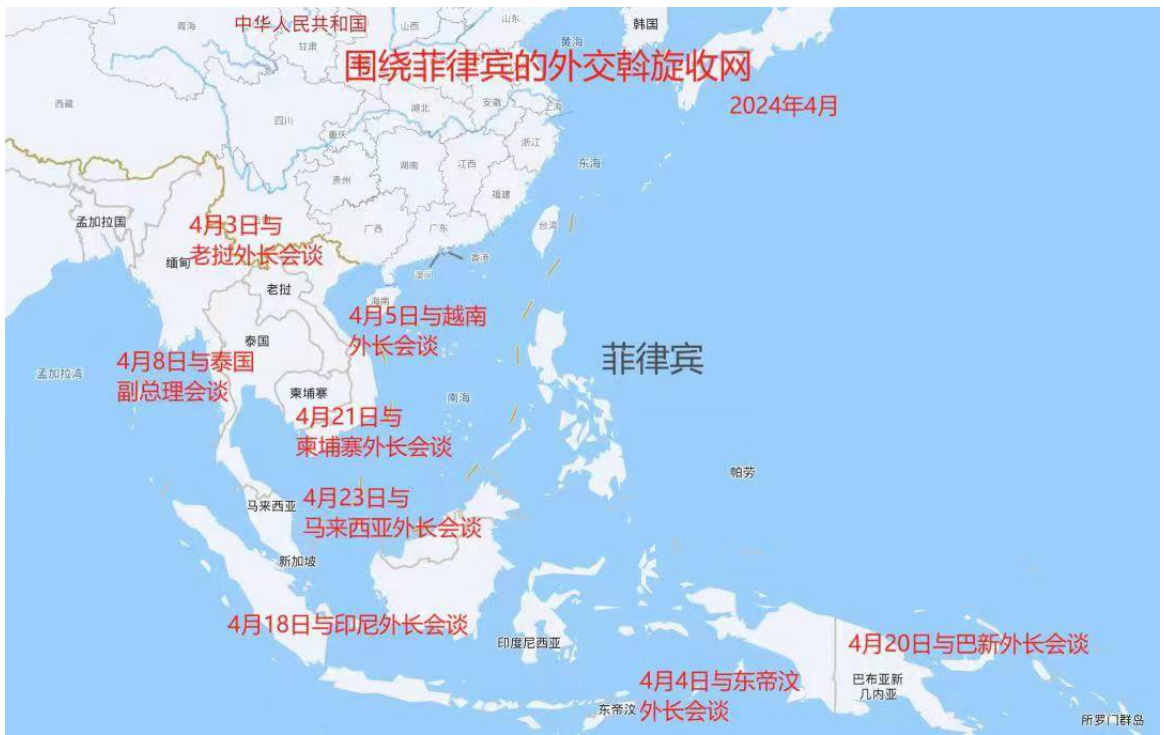 中华人民共和国
围绕菲律宾的外交斡旋收网
2024年4月
青海
甘肃
山西
山东
韩国
黄海
西藏
四川
重庆
湖北
安徽
上海
浙江
东海
湖南
江西
贵州
福建
台湾
广西
广东
香港
澳门
海南
孟加拉国
缅甸
4月3日与
老挝外长会谈
老挝
4月5日与越南
外长会谈
泰国
4月8日与泰国
副总理会谈
孟加拉湾
菲律宾
柬埔寨
南海
4月21日与
柬埔寨外长会谈
帕劳
马来西亚
4月23日与
马来西亚外长会谈
新加坡
4月18日与印尼外长会谈
印度尼西亚
4月20日与巴新外长会谈
4月4日与东帝汶
外长会谈
巴布亚新
几内亚
东帝汶
所罗门群岛